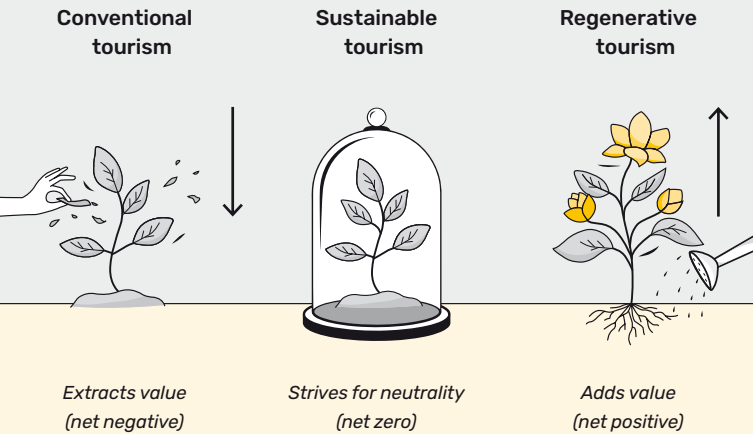 Conventional
tourism
Sustainable
tourism
Regenerative
tourism
Extracts value
(net negative)
Strives for neutrality
(net zero)
Adds value
(net positive)